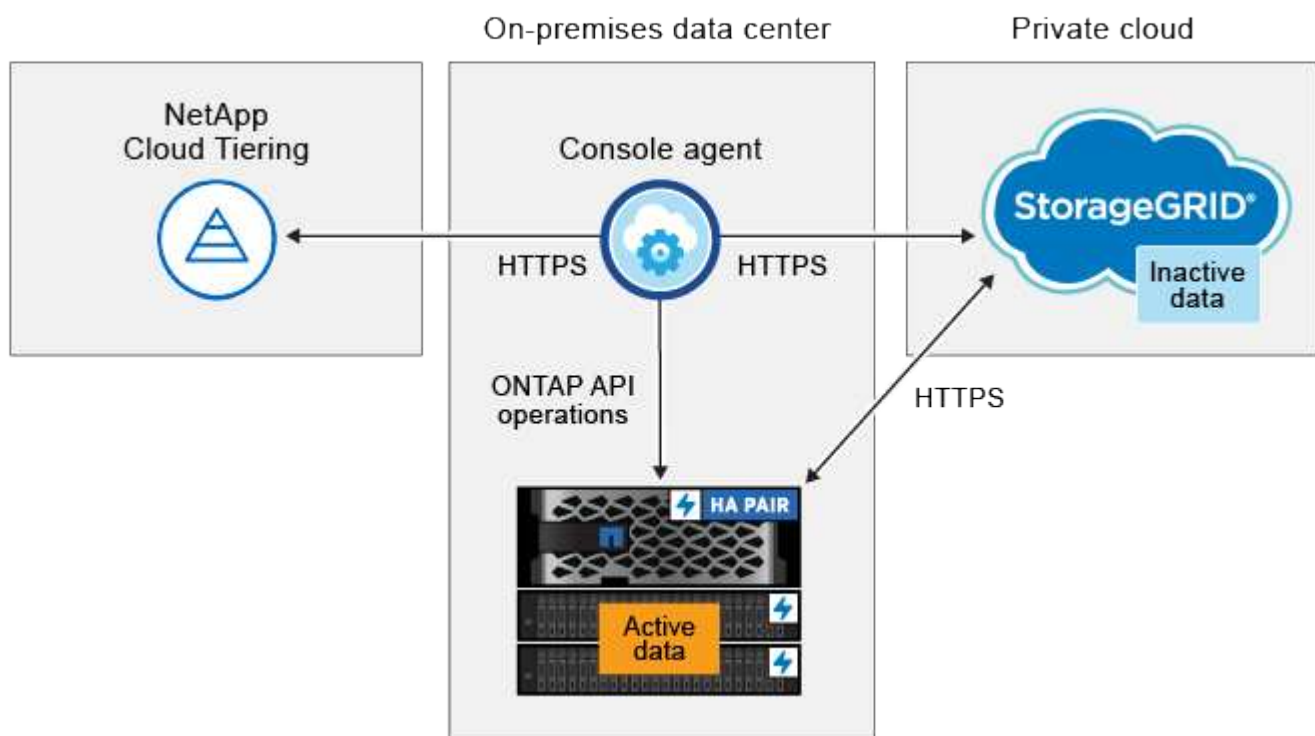 On-premises data center
Private cloud
NetApp
Cloud Tiering
Console agent
HTTPS
HTTPS
StorageGRID®
Inactive
data
ONTAP API
operations
HTTPS
HA PAIR
Active
data